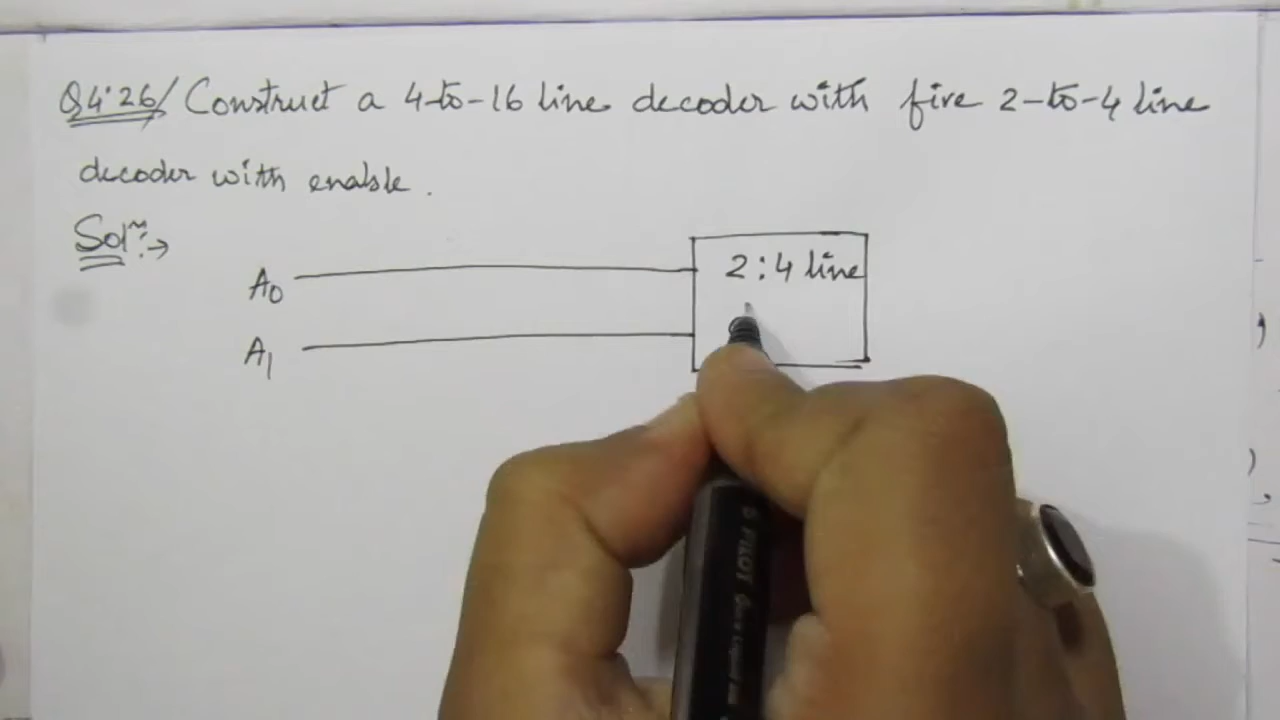 Q4.26/ Construct a 4-to-16 line decoder with five 2-to-4 line
decoder with enable.
Solⁿ:→
A0
2:4 line
A1
PILOT